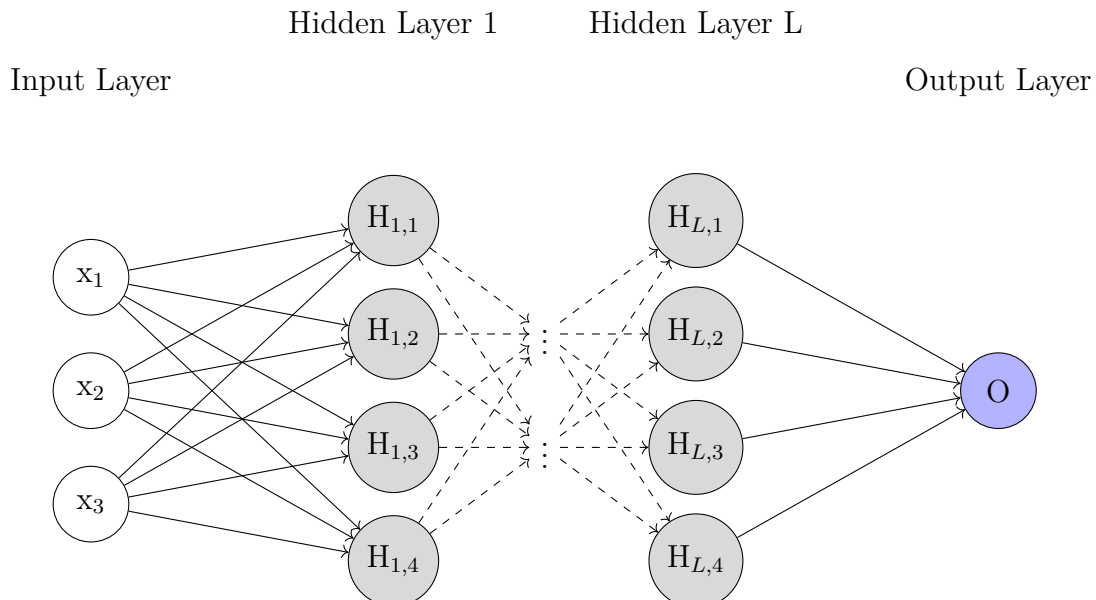 Hidden Layer 1
Hidden Layer L
Input Layer
Output Layer
H1,1
HL,1
x1
H1,2
:
HL,2
x2
O
H1,3
:
HL,3
x3
H1,4
HL,4